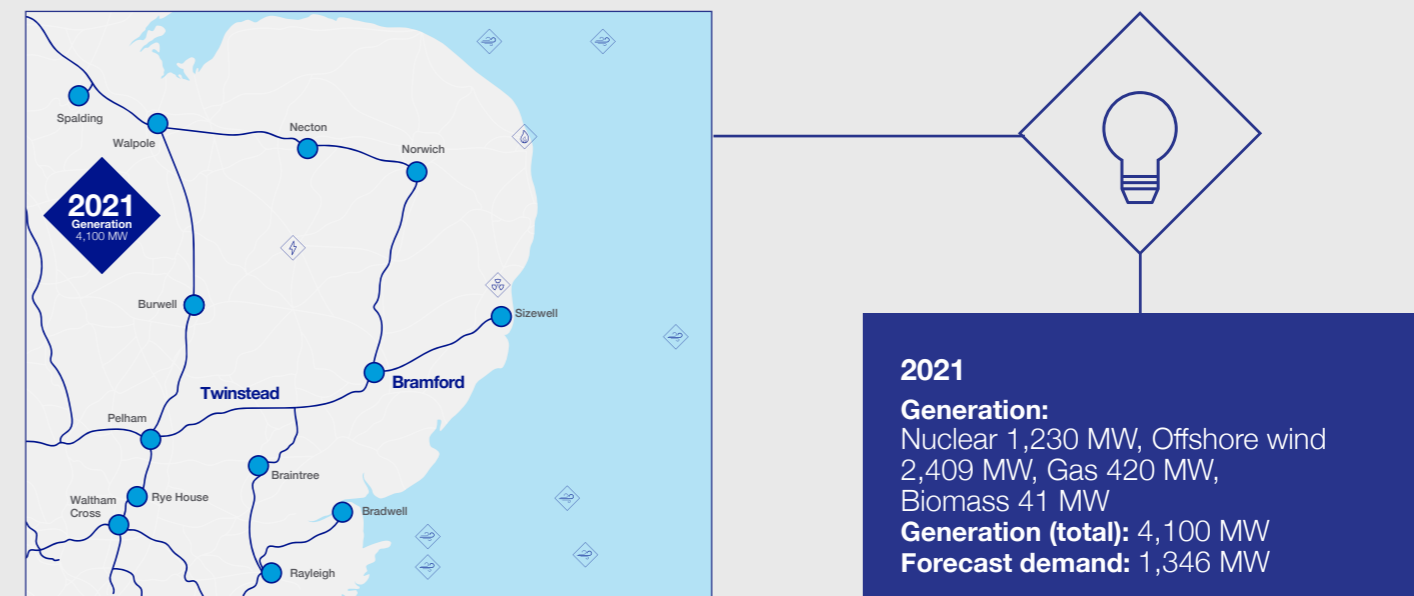 Spalding
Walpole
Necton
Norwich
2021
Generation
4,100 MW
Burwell
Sizewell
Twinstead
Bramford
Pelham
Braintree
Waltham
Cross
Rye House
Bradwell
Rayleigh
2021
Generation:
Nuclear 1,230 MW, Offshore wind
2,409 MW, Gas 420 MW,
Biomass 41 MW
Generation (total): 4,100 MW
Forecast demand: 1,346 MW